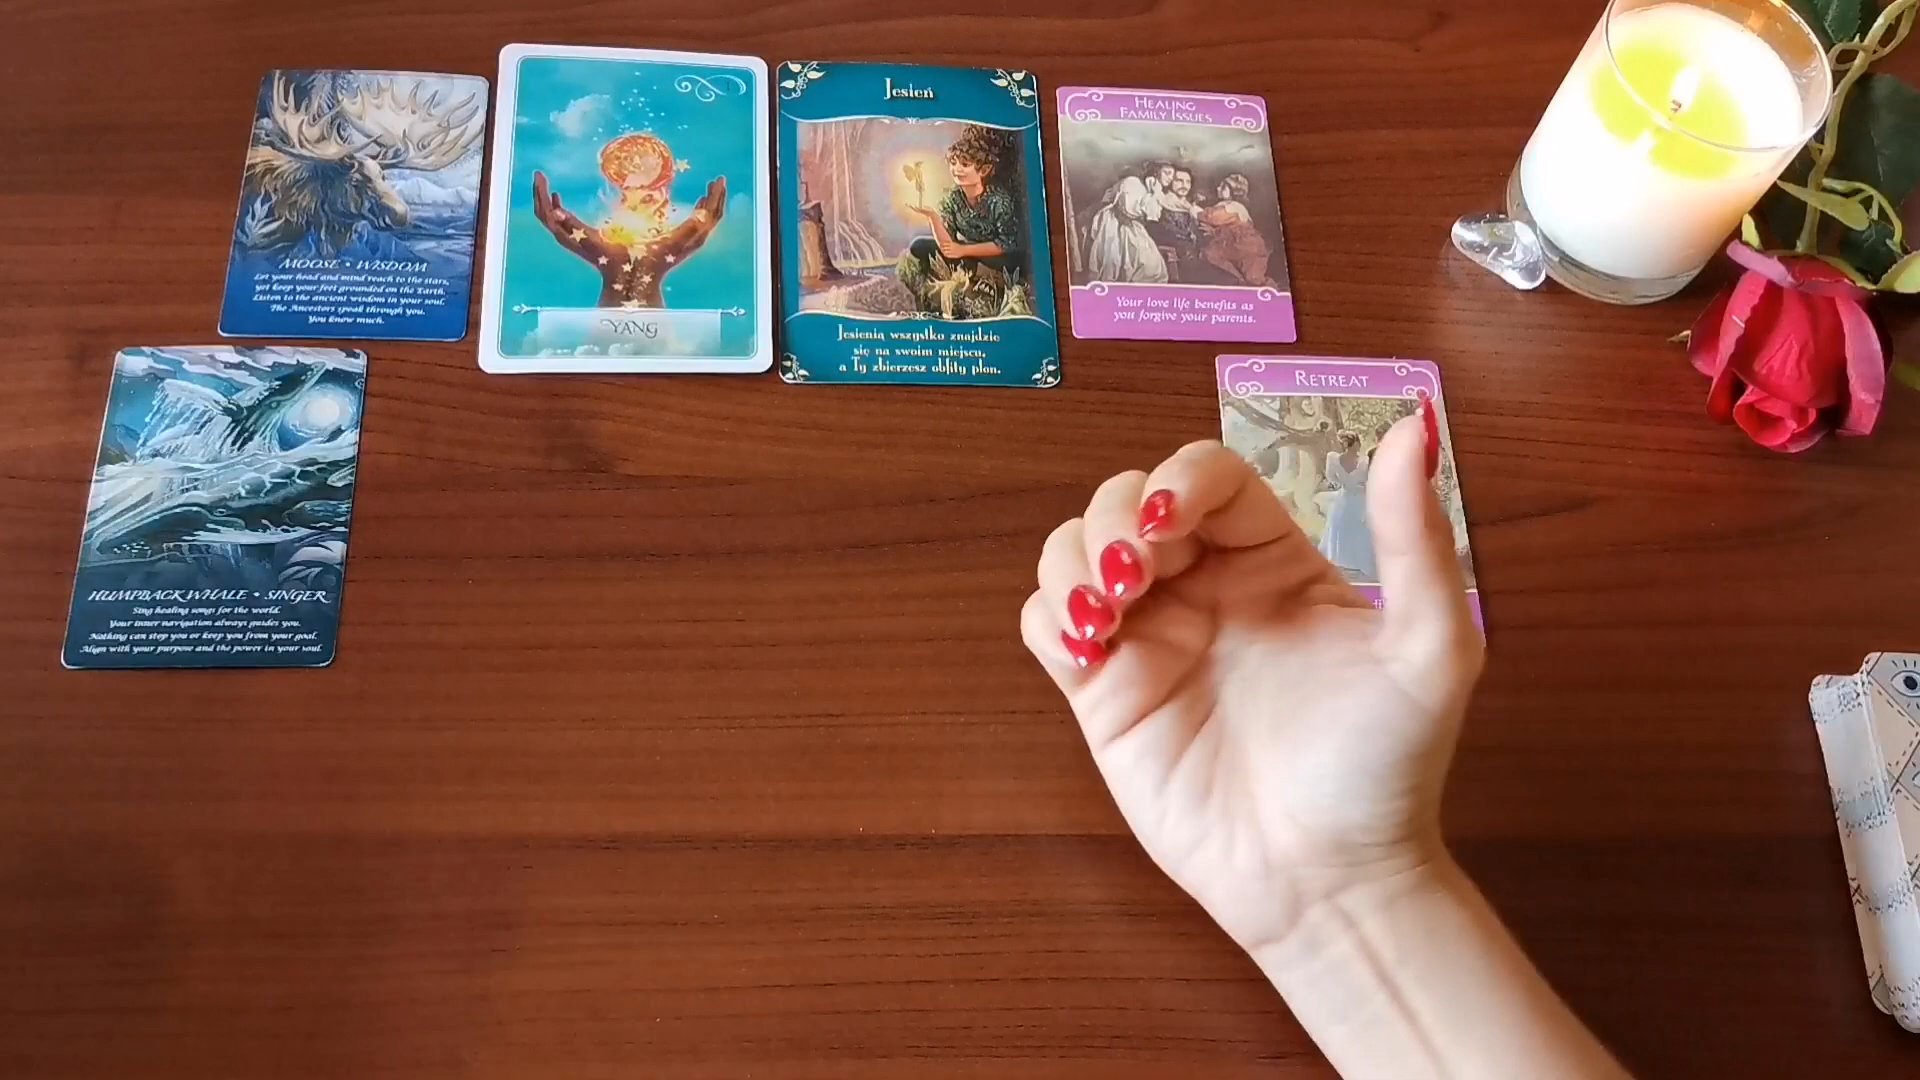 MOOSE • WISDOM
Let your head and mind reach to the stars,
yet keep your feet grounded on the Earth.
Listen to the ancient wisdom in your soul.
The Ancestors speak through you.
You know much.
YANG
Jesień
Jesienią wszystko znajdzie
się na swoim miejscu,
a Ty zbierzesz obfity plon.
HEALING
FAMILY ISSUES
Your love life benefits as
you forgive your parents.
HUMPBACK WHALE • SINGER
Sing healing songs for the world.
Your inner navigation always guides you.
Nothing can stop you or keep you from your goal.
Align with your purpose and the power in your soul.
RETREAT